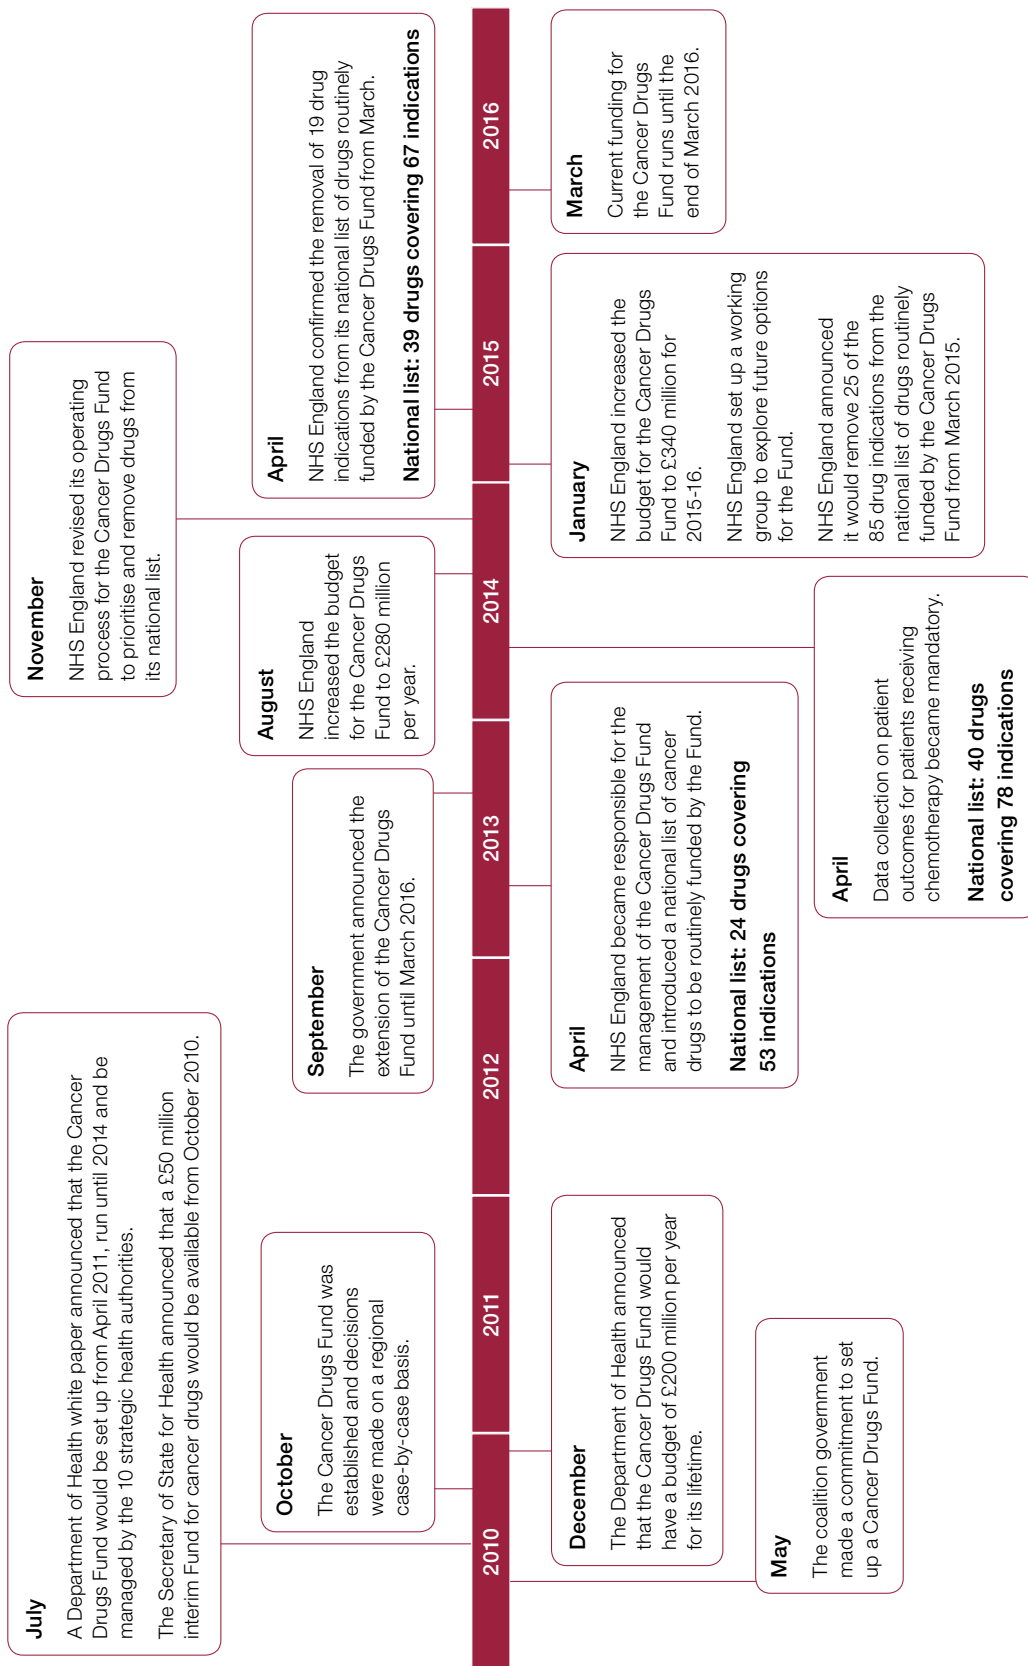 July
A Department of Health white paper announced that the Cancer
Drugs Fund would be set up from April 2011, run until 2014 and be
managed by the 10 strategic health authorities.
The Secretary of State for Health announced that a £50 million
interim Fund for cancer drugs would be available from October 2010.
October
The Cancer Drugs Fund was
established and decisions
were made on a regional
case-by-case basis.
September
The government announced the
extension of the Cancer Drugs
Fund until March 2016.
August
NHS England
increased the budget
for the Cancer Drugs
Fund to £280 million
per year.
November
NHS England revised its operating
process for the Cancer Drugs Fund
to prioritise and remove drugs from
its national list.
April
NHS England confirmed the removal of 19 drug
indications from its national list of drugs routinely
funded by the Cancer Drugs Fund from March.
National list: 39 drugs covering 67 indications
2010
2011
2012
2013
2014
2015
2016
May
The coalition government
made a commitment to set
up a Cancer Drugs Fund.
December
The Department of Health announced
that the Cancer Drugs Fund would
have a budget of £200 million per year
for its lifetime.
April
NHS England became responsible for the
management of the Cancer Drugs Fund
and introduced a national list of cancer
drugs to be routinely funded by the Fund.
National list: 24 drugs covering
53 indications
April
Data collection on patient
outcomes for patients receiving
chemotherapy became mandatory.
National list: 40 drugs
covering 78 indications
January
NHS England increased the
budget for the Cancer Drugs
Fund to £340 million for
2015-16.
NHS England set up a working
group to explore future options
for the Fund.
NHS England announced
it would remove 25 of the
85 drug indications from the
national list of drugs routinely
funded by the Cancer Drugs
Fund from March 2015.
March
Current funding for
the Cancer Drugs
Fund runs until the
end of March 2016.